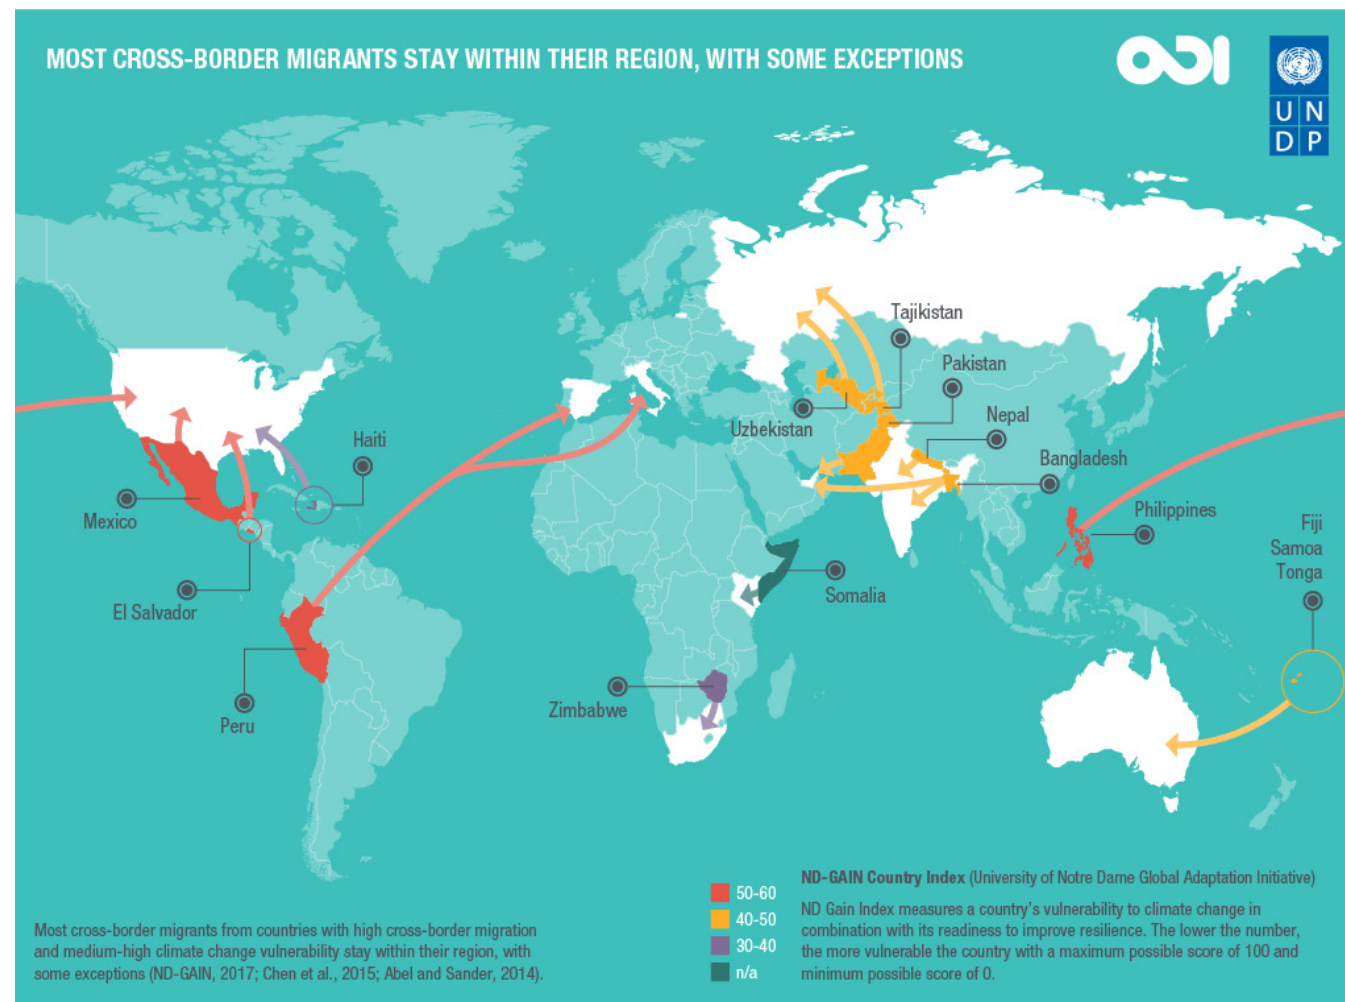 MOST CROSS-BORDER MIGRANTS STAY WITHIN THEIR REGION, WITH SOME EXCEPTIONS
ODI
U N
D P
Tajikistan
Pakistan
Nepal
Uzbekistan
Bangladesh
Haiti
Mexico
Philippines
Fiji
Samoa
Tonga
El Salvador
Somalia
Peru
Zimbabwe
50-60
40-50
30-40
n/a
ND-GAIN Country Index (University of Notre Dame Global Adaptation Initiative)
ND Gain Index measures a country's vulnerability to climate change in
combination with its readiness to improve resilience. The lower the number,
the more vulnerable the country with a maximum possible score of 100 and
minimum possible score of 0.
Most cross-border migrants from countries with high cross-border migration
and medium-high climate change vulnerability stay within their region, with
some exceptions (ND-GAIN, 2017; Chen et al., 2015; Abel and Sander, 2014).